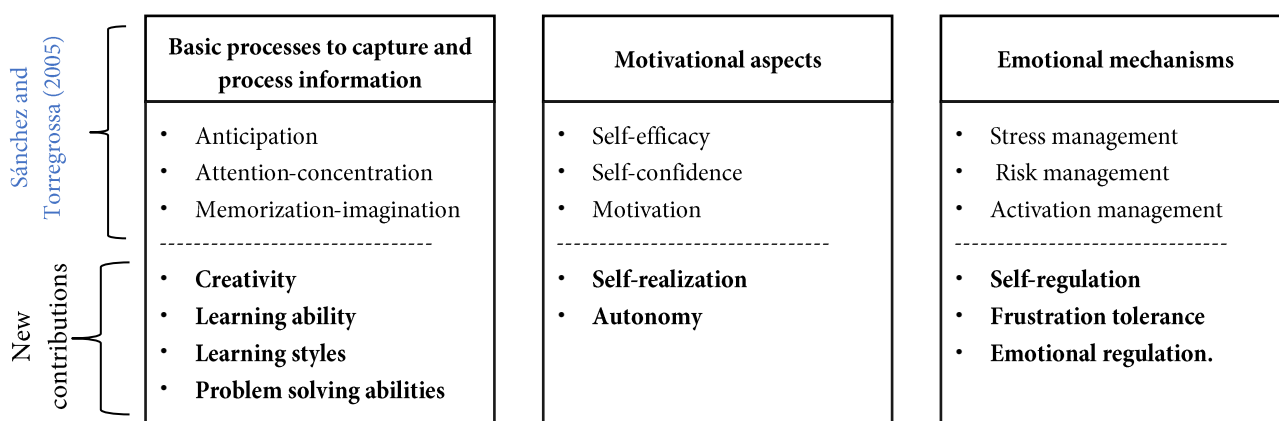 Sánchez and
Torregrossa (2005)
New
contributions
Basic processes to capture and
process information
• Anticipation
• Attention-concentration
• Memorization-imagination
--------------------------------
• Creativity
• Learning ability
• Learning styles
• Problem solving abilities
Motivational aspects
• Self-efficacy
• Self-confidence
• Motivation
--------------------------------
• Self-realization
• Autonomy
Emotional mechanisms
• Stress management
• Risk management
• Activation management
--------------------------------
• Self-regulation
• Frustration tolerance
• Emotional regulation.